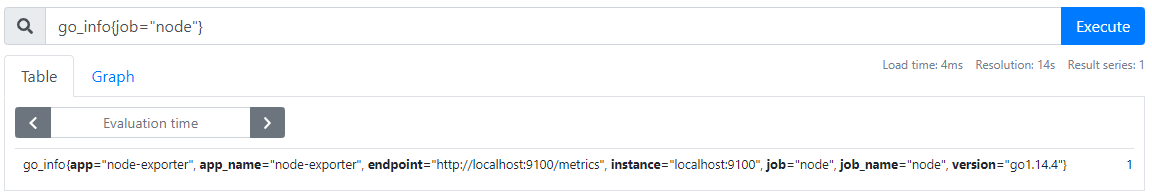 go_info{job="node"}
Execute
Load time: 4ms Resolution: 14s Result series: 1
Table Graph
Evaluation time
go_info{app="node-exporter", app_name="node-exporter", endpoint="http://localhost:9100/metrics", instance="localhost:9100", job="node", job_name="node", version="go1.14.4"} 1